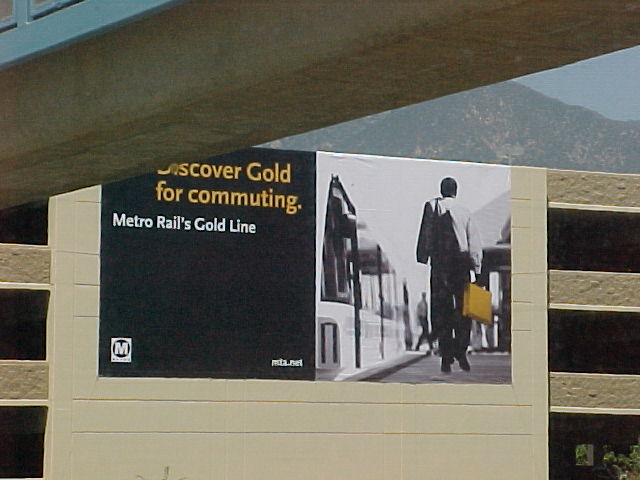 Discover Gold
for commuting.
Metro Rail's Gold Line
M
mta.net